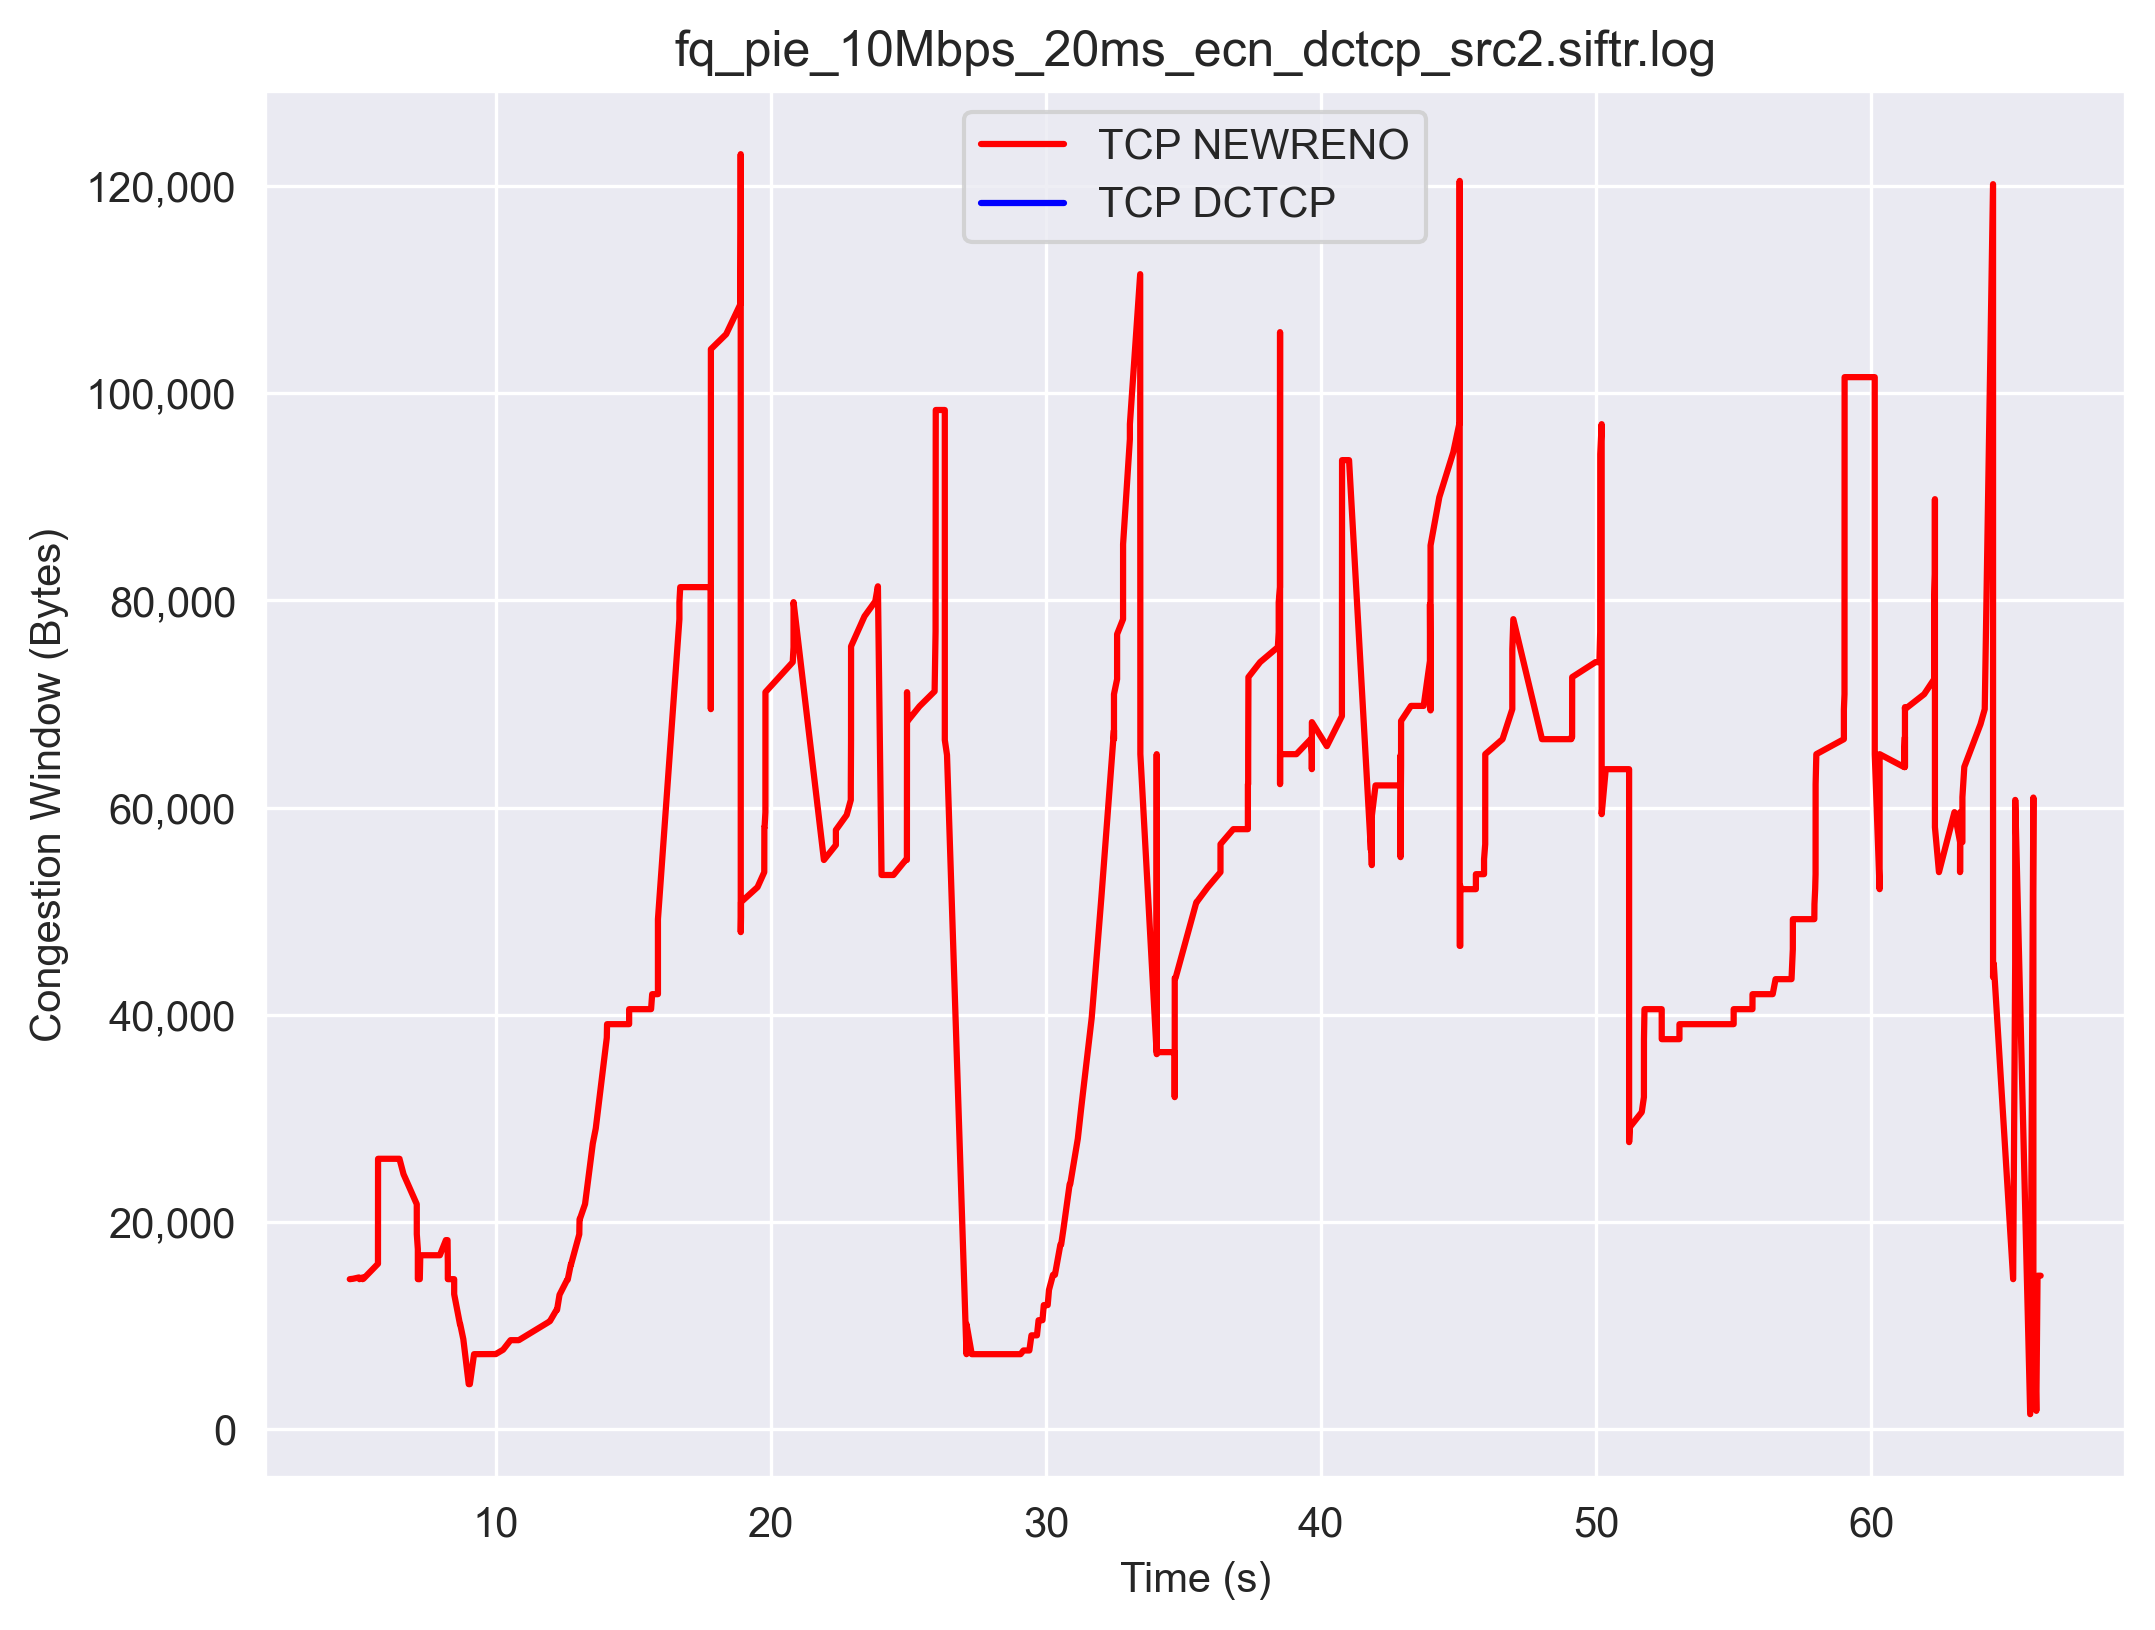 fq_pie_10Mbps_20ms_ecn_dctcp_src2.siftr.log
TCP NEWRENO
TCP DCTCP
120,000
100,000
80,000
60,000
40,000
20,000
0
Congestion Window (Bytes)
10 20 30 40 50 60
Time (s)